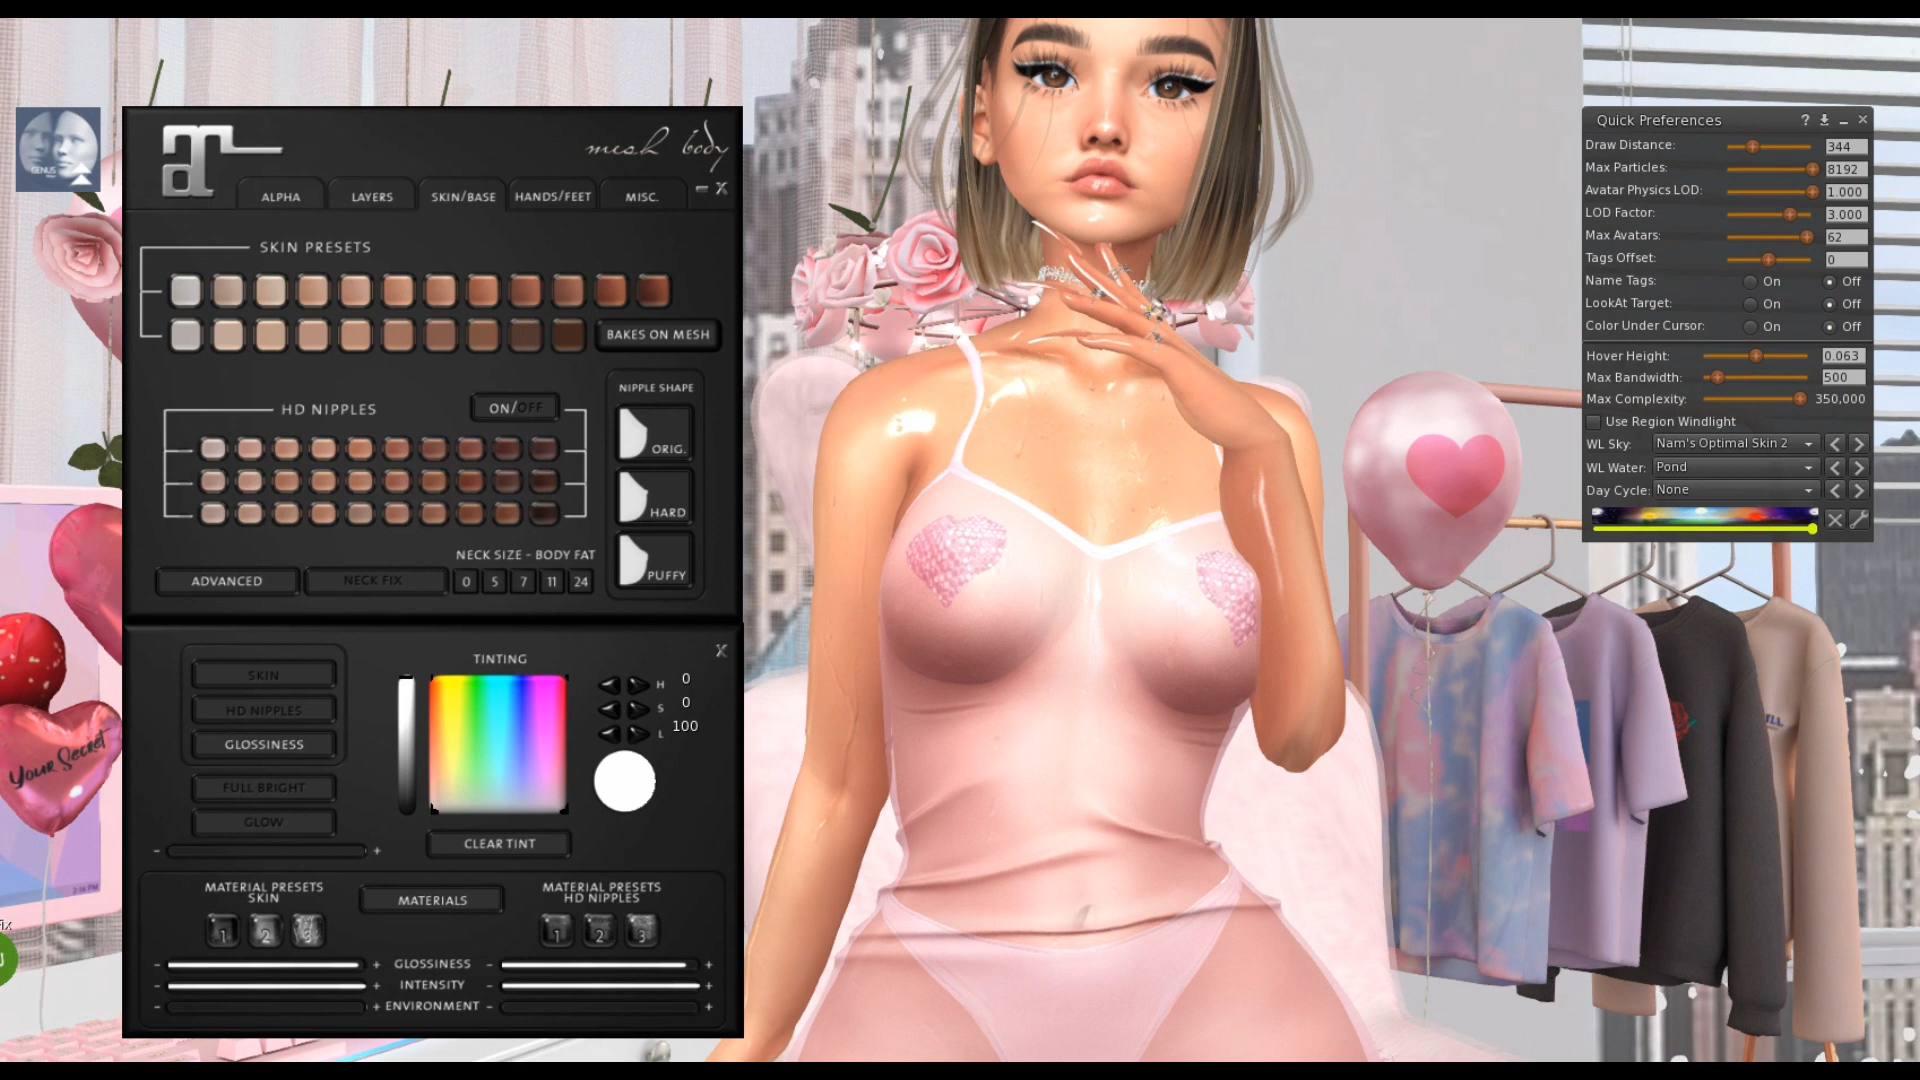 GENUS
mesh body
ALPHA
LAYERS
SKIN/BASE
HANDS/FEET
MISC.
– X
SKIN PRESETS
BAKES ON MESH
HD NIPPLES
ON/OFF
NIPPLE SHAPE
ORIG.
HARD
PUFFY
NECK SIZE - BODY FAT
ADVANCED
NECK FIX
0 5 7 11 24
X
SKIN
HD NIPPLES
GLOSSINESS
FULL BRIGHT
GLOW
- +
TINTING
H 0
S 0
L 100
CLEAR TINT
MATERIAL PRESETS
SKIN
1 2 3
MATERIALS
MATERIAL PRESETS
HD NIPPLES
1 2 3
- + GLOSSINESS - +
- + INTENSITY - +
- + ENVIRONMENT - +
Your Secret
3:16 PM
Quick Preferences
Draw Distance: 344
Max Particles: 8192
Avatar Physics LOD: 1.000
LOD Factor: 3.000
Max Avatars: 62
Tags Offset: 0
Name Tags: On Off
LookAt Target: On Off
Color Under Cursor: On Off
Hover Height: 0.063
Max Bandwidth: 500
Max Complexity: 350,000
Use Region Windlight
WL Sky: Nam's Optimal Skin 2
WL Water: Pond
Day Cycle: None